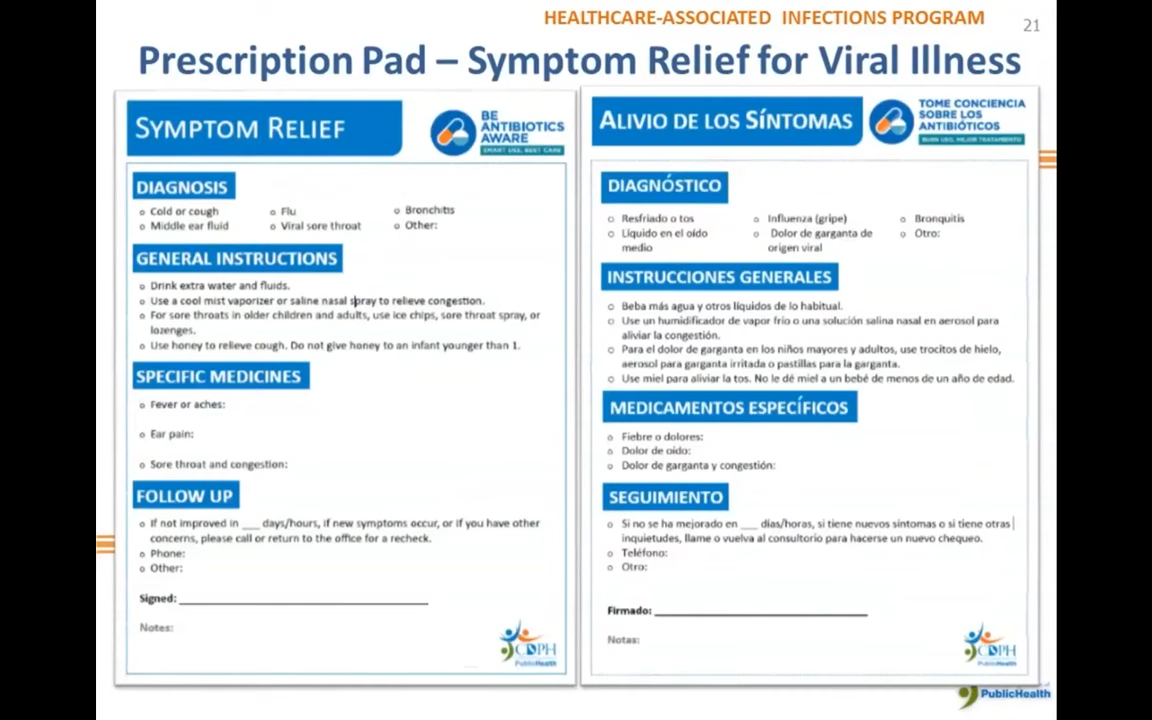 HEALTHCARE-ASSOCIATED INFECTIONS PROGRAM
21
Prescription Pad – Symptom Relief for Viral Illness
SYMPTOM RELIEF
BE
ANTIBIOTICS
AWARE
SMART USE, BEST CARE
DIAGNOSIS
Cold or cough
Flu
Bronchitis
Middle ear fluid
Viral sore throat
Other:
GENERAL INSTRUCTIONS
Drink extra water and fluids.
Use a cool mist vaporizer or saline nasal spray to relieve congestion.
For sore throats in older children and adults, use ice chips, sore throat spray, or
lozenges.
Use honey to relieve cough. Do not give honey to an infant younger than 1.
SPECIFIC MEDICINES
Fever or aches:
Ear pain:
Sore throat and congestion:
FOLLOW UP
If not improved in ___ days/hours, if new symptoms occur, or if you have other
concerns, please call or return to the office for a recheck.
Phone:
Other:
Signed:
Notes:
CDPH
PublicHealth
ALIVIO DE LOS SÍNTOMAS
TOME CONCIENCIA
SOBRE LOS
ANTIBIÓTICOS
BUEN USO, MEJOR TRATAMIENTO
DIAGNÓSTICO
Resfriado o tos
Influenza (gripe)
Bronquitis
Líquido en el oído
medio
Dolor de garganta de
origen viral
Otro:
INSTRUCCIONES GENERALES
Beba más agua y otros líquidos de lo habitual.
Use un humidificador de vapor frío o una solución salina nasal en aerosol para
aliviar la congestión.
Para el dolor de garganta en los niños mayores y adultos, use trocitos de hielo,
aerosol para garganta irritada o pastillas para la garganta.
Use miel para aliviar la tos. No le dé miel a un bebé de menos de un año de edad.
MEDICAMENTOS ESPECÍFICOS
Fiebre o dolores:
Dolor de oído:
Dolor de garganta y congestión:
SEGUIMIENTO
Si no se ha mejorado en ___ días/horas, si tiene nuevos síntomas o si tiene otras
inquietudes, llame o vuelva al consultorio para hacerse un nuevo chequeo.
Teléfono:
Otro:
Firmado:
Notas:
CDPH
PublicHealth
PublicHealth